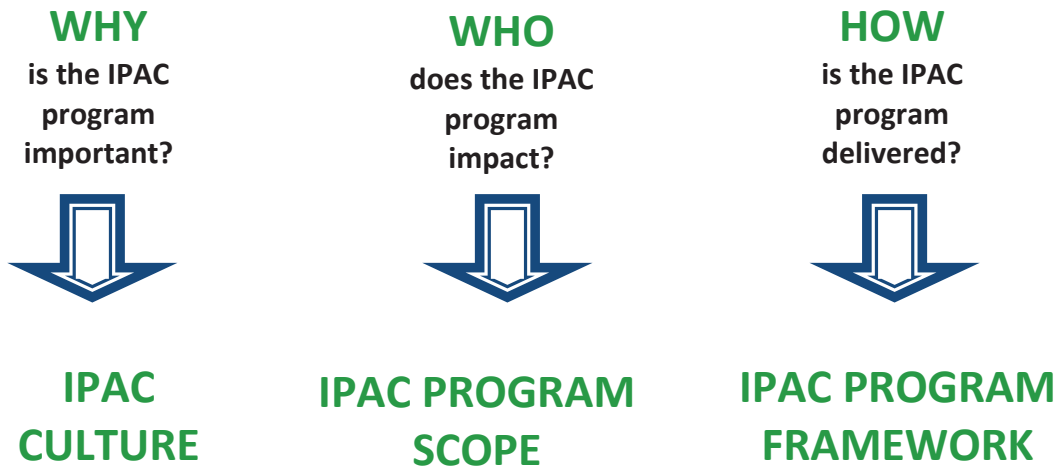 WHY
is the IPAC
program
important?
IPAC
CULTURE
WHO
does the IPAC
program
impact?
IPAC PROGRAM
SCOPE
HOW
is the IPAC
program
delivered?
IPAC PROGRAM
FRAMEWORK